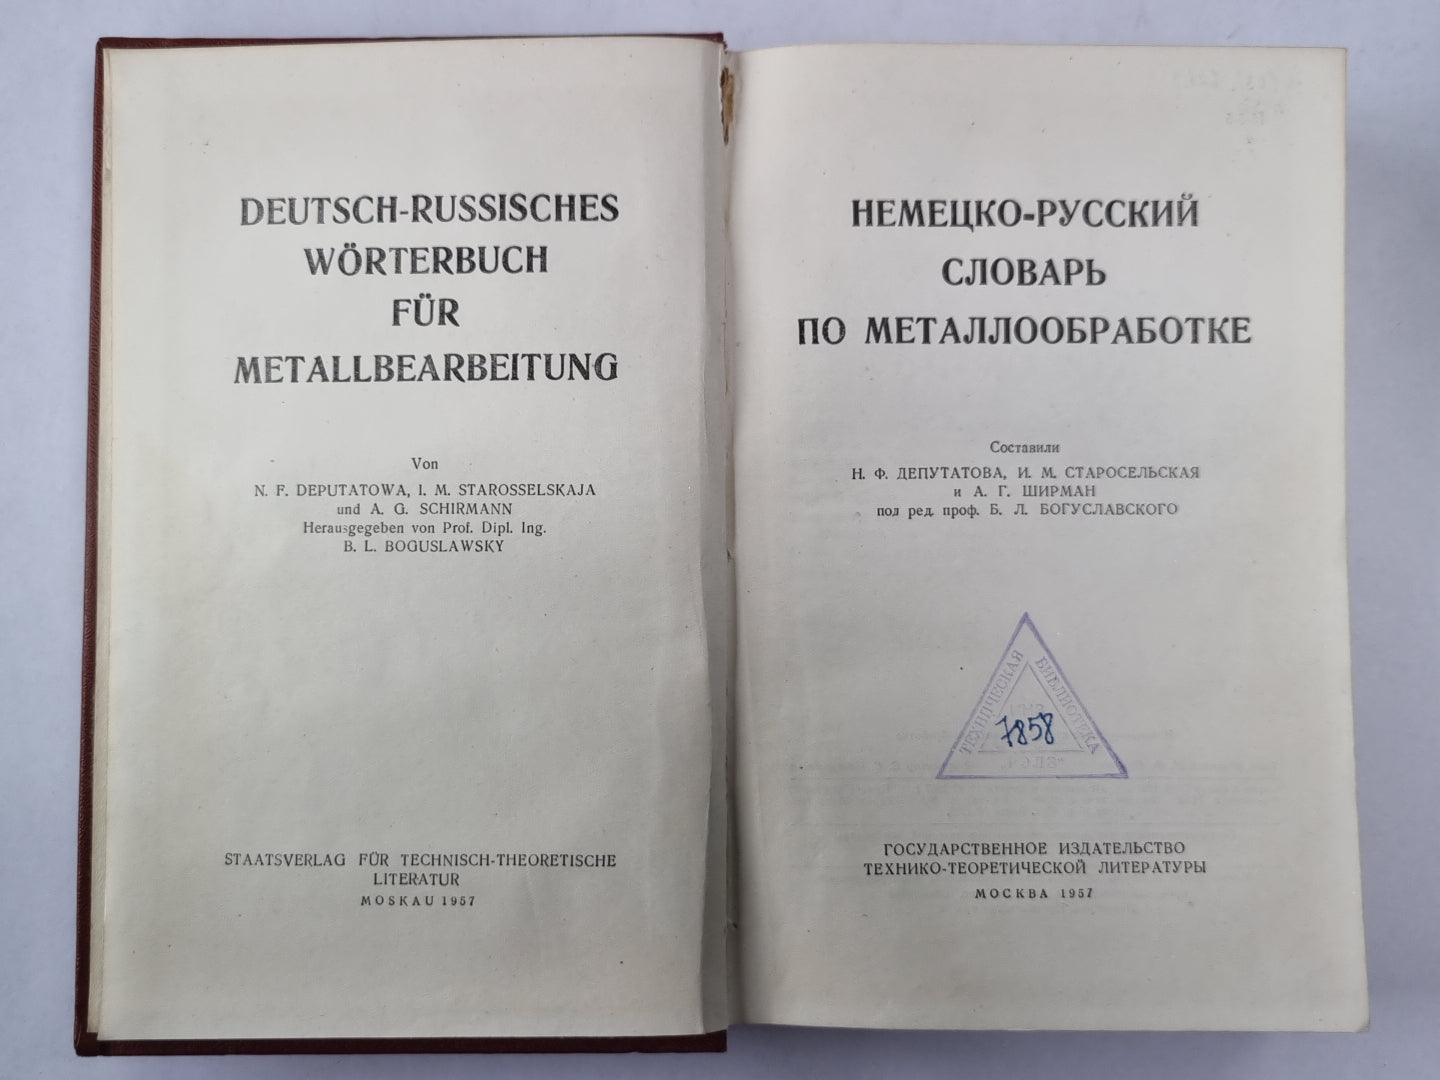 DEUTSCH-RUSSISCHES
WÖRTERBUCH
FÜR
METALLBEARBEITUNG
Von
N. F. DEPUTATOWA, I. M. STAROSSELSKAJA
und A. G. SCHIRMANN
Herausgegeben von Prof. Dipl. Ing.
B. L. BOGUSLAWSKY
STAATSVERLAG FÜR TECHNISCH-THEORETISCHE
LITERATUR
MOSKAU 1957
НЕМЕЦКО-РУССКИЙ
СЛОВАРЬ
ПО МЕТАЛЛООБРАБОТКЕ
Составили
Н. Ф. ДЕПУТАТОВА, И. М. СТАРОСЕЛЬСКАЯ
и А. Г. ШИРМАН
под ред. проф. Б. Л. БОГУСЛАВСКОГО
ТЕХНИЧЕСКАЯ БИБЛИОТЕКА
7858
ГОСУДАРСТВЕННОЕ ИЗДАТЕЛЬСТВО
ТЕХНИКО-ТЕОРЕТИЧЕСКОЙ ЛИТЕРАТУРЫ
МОСКВА 1957